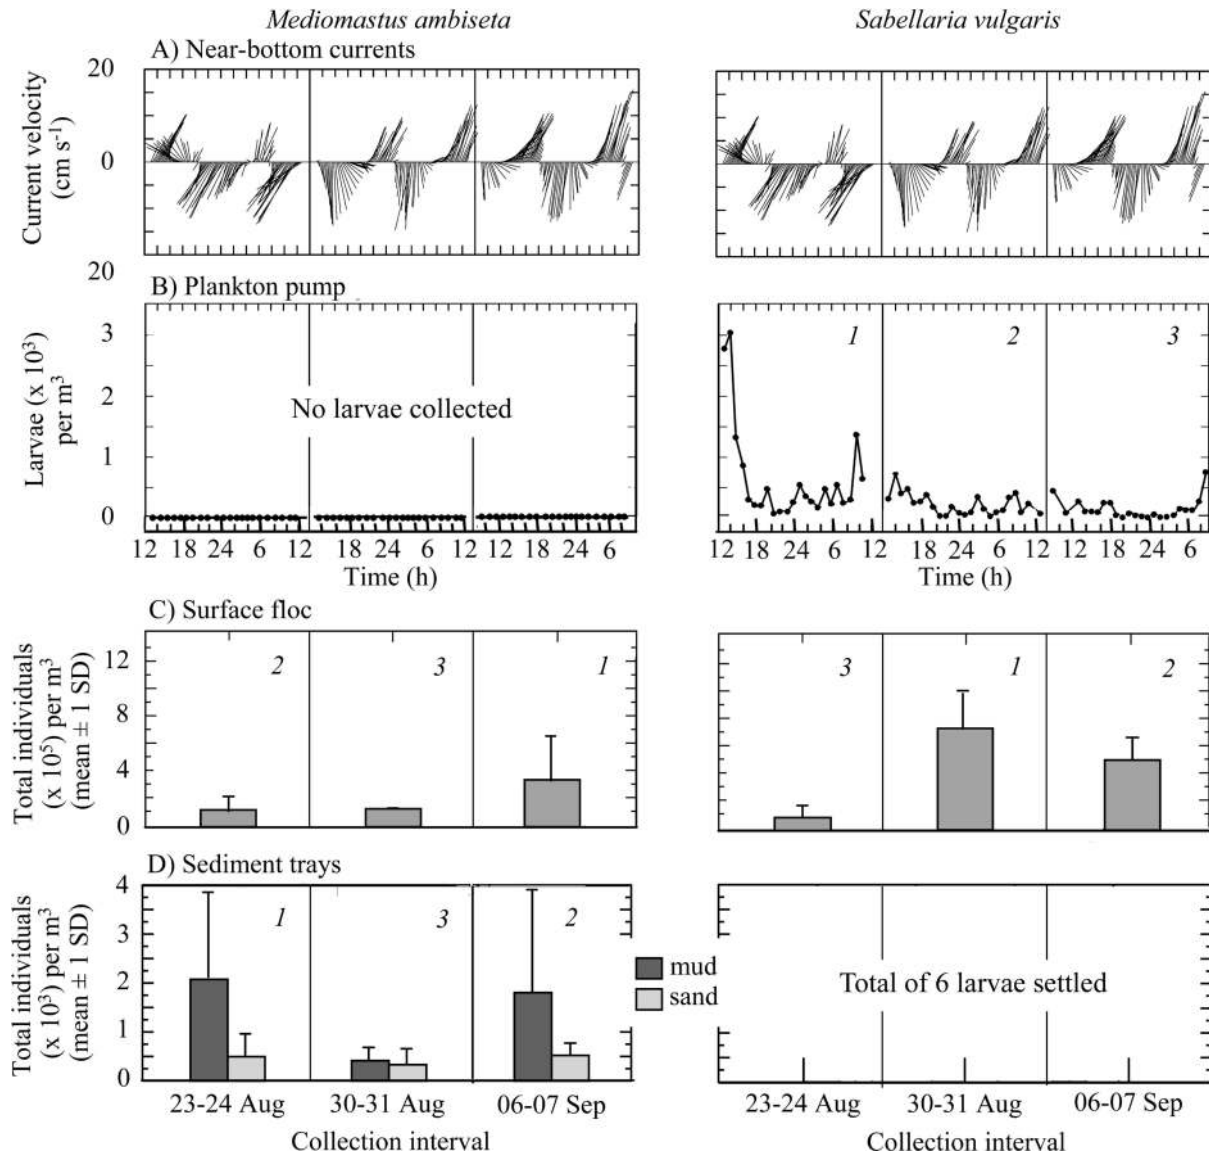 Mediomastus ambiseta
Sabellaria vulgaris
A) Near-bottom currents
Current velocity
(cm s⁻¹)
20
0
20
B) Plankton pump
Larvae (x 10³)
per m³
3
2
1
0
No larvae collected
1
2
3
12 18 24 6 12 18 24 6 12 18 24 6
Time (h)
12 18 24 6 12 18 24 6 12 18 24 6
Time (h)
C) Surface floc
Total individuals
(x 10⁵) per m³
(mean ± 1 SD)
12
8
4
0
2
3
1
3
1
2
D) Sediment trays
Total individuals
(x 10³) per m³
(mean ± 1 SD)
4
3
2
1
0
1
3
2
mud
sand
Total of 6 larvae settled
23-24 Aug
30-31 Aug
06-07 Sep
Collection interval
23-24 Aug
30-31 Aug
06-07 Sep
Collection interval